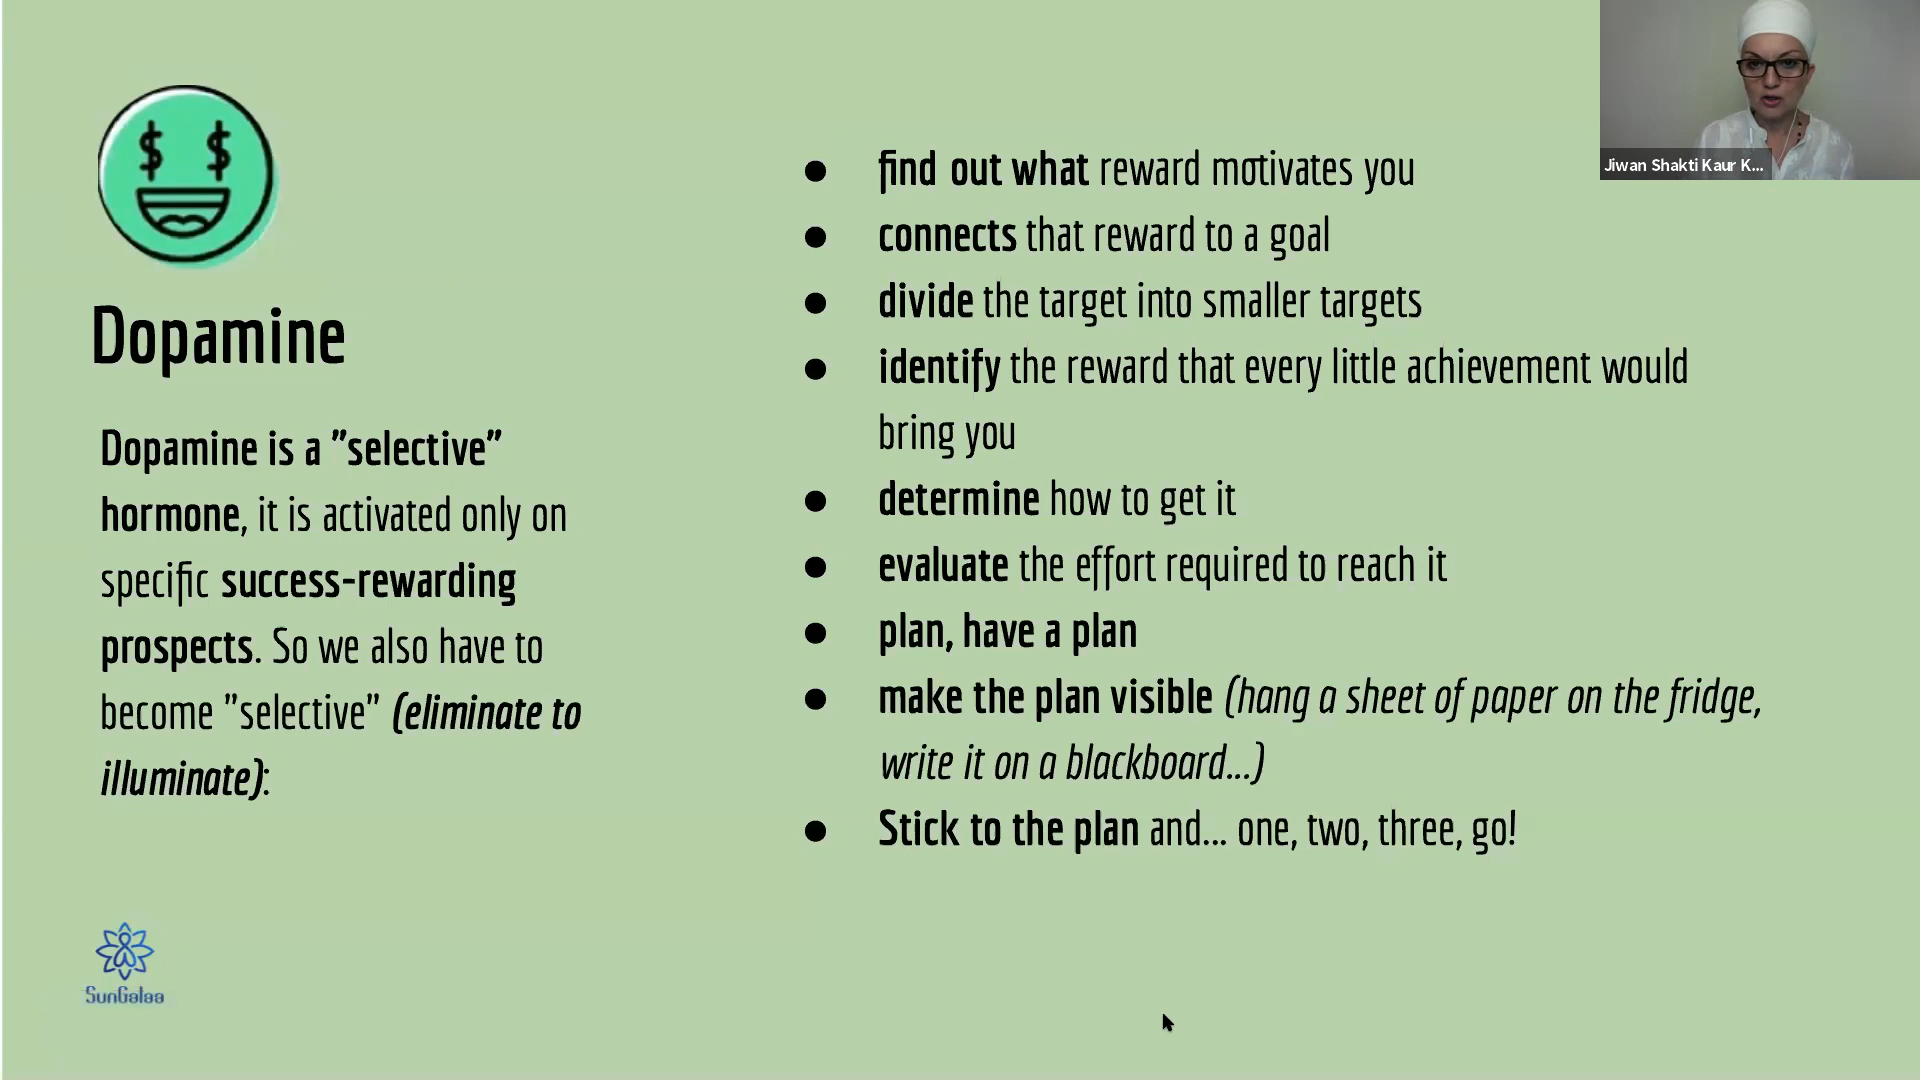 $ $
Dopamine
Dopamine is a "selective"
hormone, it is activated only on
specific success-rewarding
prospects. So we also have to
become "selective" (eliminate to
illuminate):
● find out what reward motivates you
● connects that reward to a goal
● divide the target into smaller targets
● identify the reward that every little achievement would
bring you
● determine how to get it
● evaluate the effort required to reach it
● plan, have a plan
● make the plan visible (hang a sheet of paper on the fridge,
write it on a blackboard...)
● Stick to the plan and... one, two, three, go!
Jiwan Shakti Kaur K...
SunGalaa